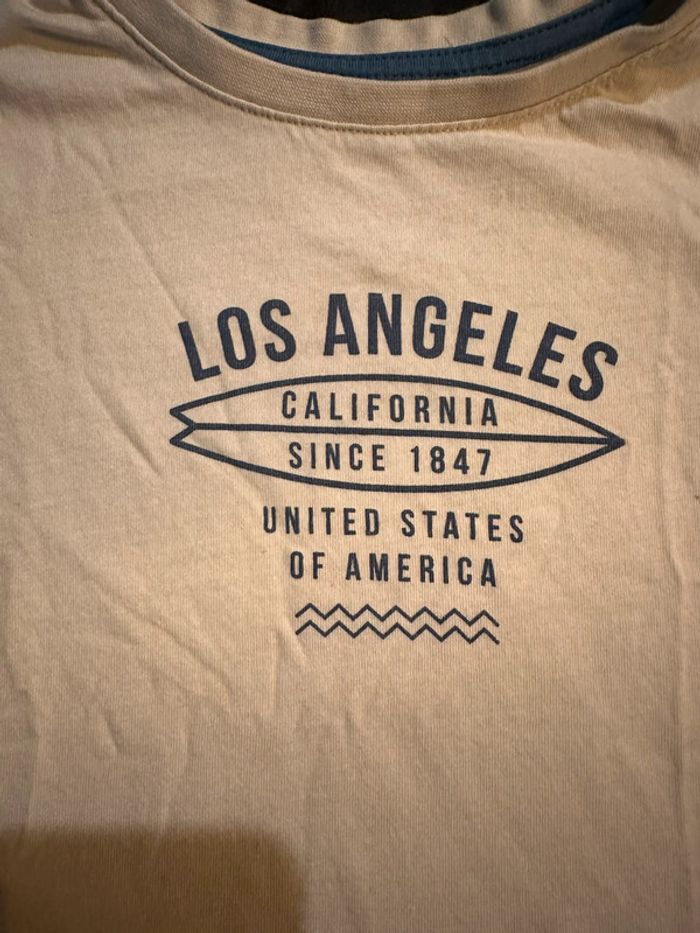 LOS ANGELES
CALIFORNIA
SINCE 1847
UNITED STATES
OF AMERICA